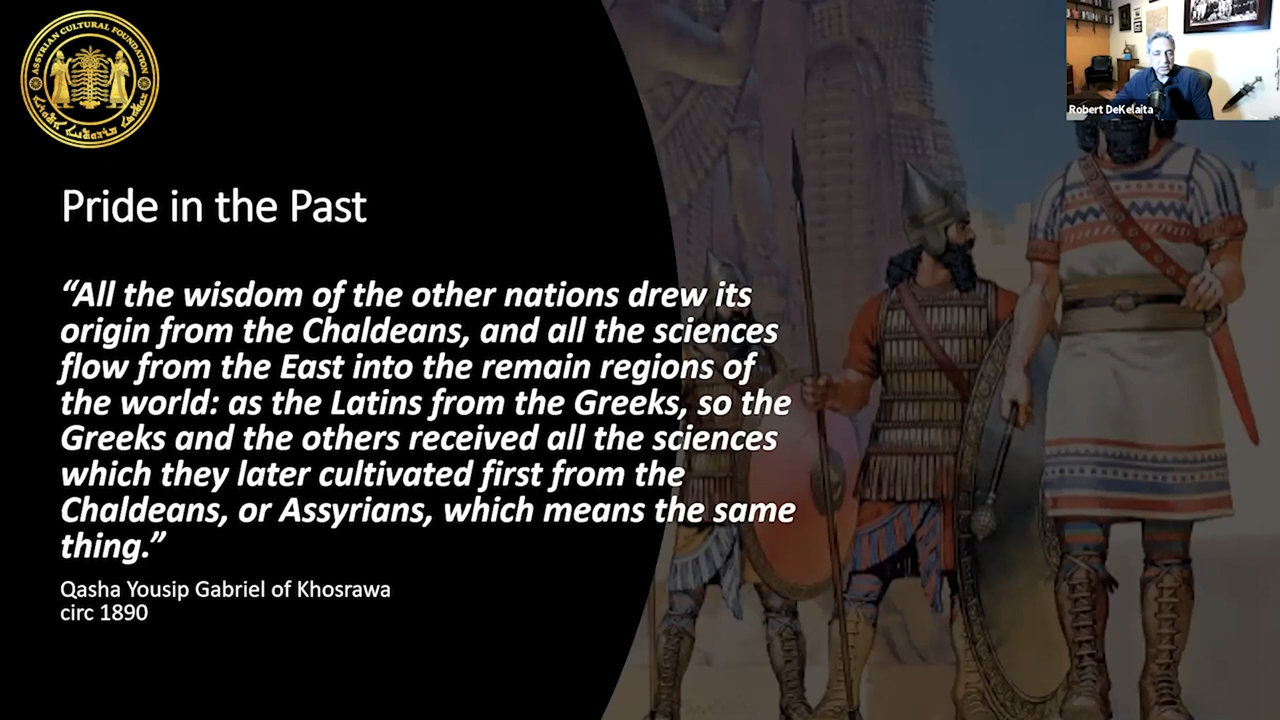 ASSYRIAN CULTURAL FOUNDATION
Robert DeKelaita
Pride in the Past
“All the wisdom of the other nations drew its
origin from the Chaldeans, and all the sciences
flow from the East into the remain regions of
the world: as the Latins from the Greeks, so the
Greeks and the others received all the sciences
which they later cultivated first from the
Chaldeans, or Assyrians, which means the same
thing.”
Qasha Yousip Gabriel of Khosrawa
circ 1890